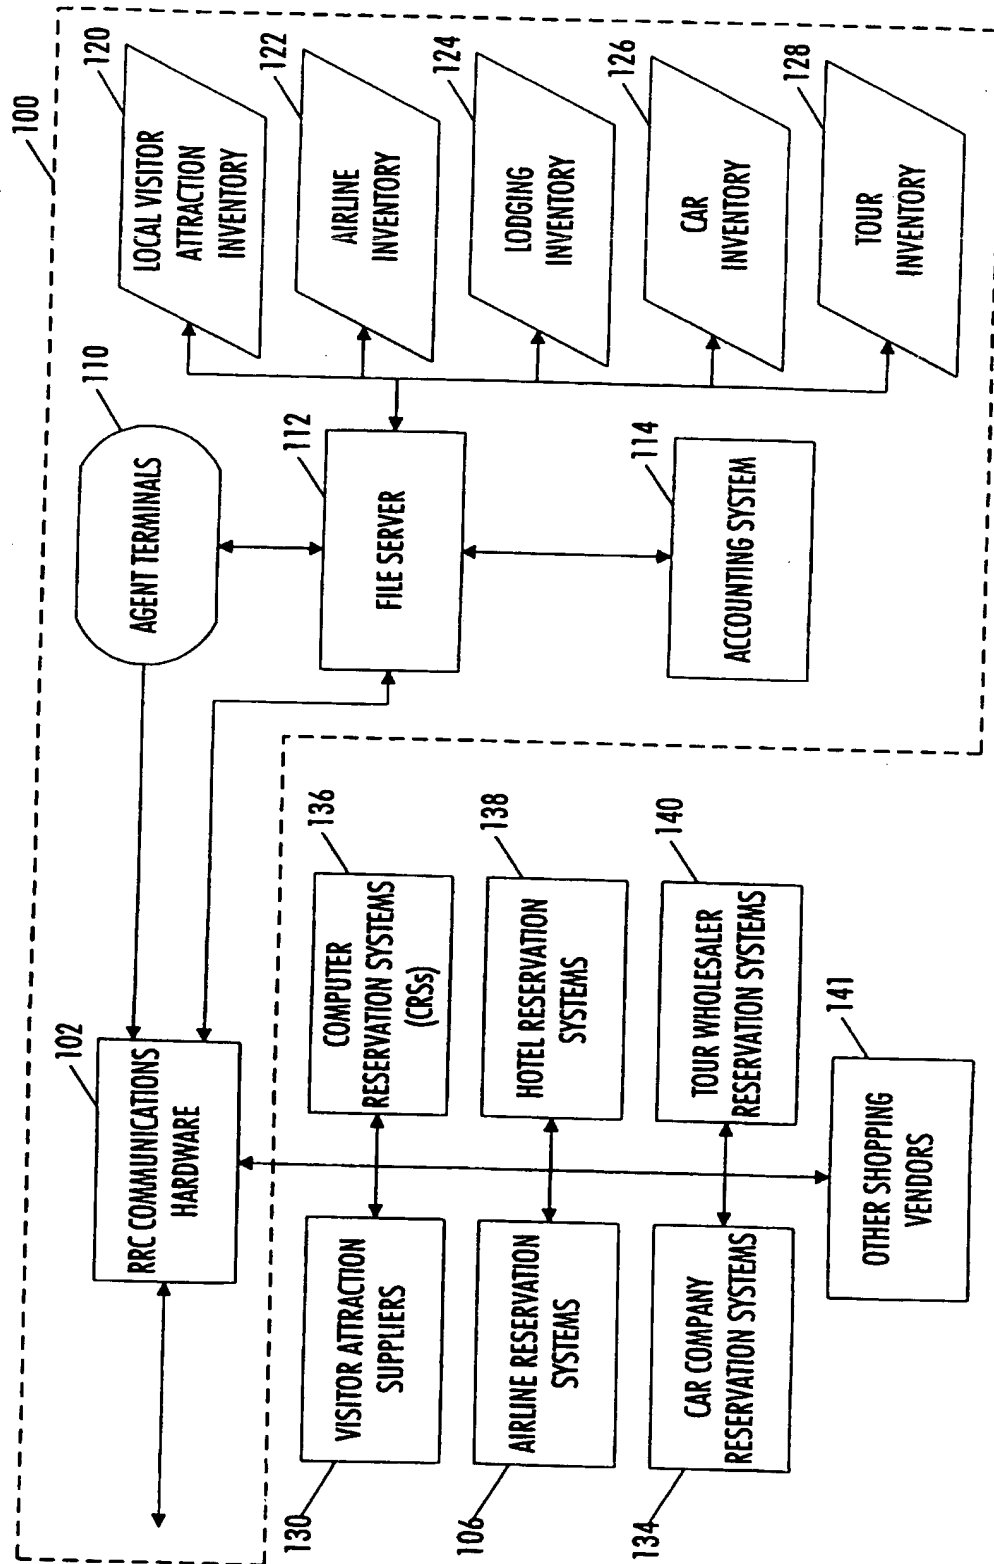 100
102
RRC COMMUNICATIONS
HARDWARE
110
AGENT TERMINALS
120
LOCAL VISITOR
ATTRACTION
INVENTORY
112
FILE SERVER
122
AIRLINE
INVENTORY
124
LODGING
INVENTORY
114
ACCOUNTING SYSTEM
126
CAR
INVENTORY
128
TOUR
INVENTORY
130
VISITOR ATTRACTION
SUPPLIERS
136
COMPUTER
RESERVATION SYSTEMS
(CRSs)
106
AIRLINE RESERVATION
SYSTEMS
138
HOTEL RESERVATION
SYSTEMS
134
CAR COMPANY
RESERVATION SYSTEMS
140
TOUR WHOLESALER
RESERVATION SYSTEMS
141
OTHER SHOPPING
VENDORS